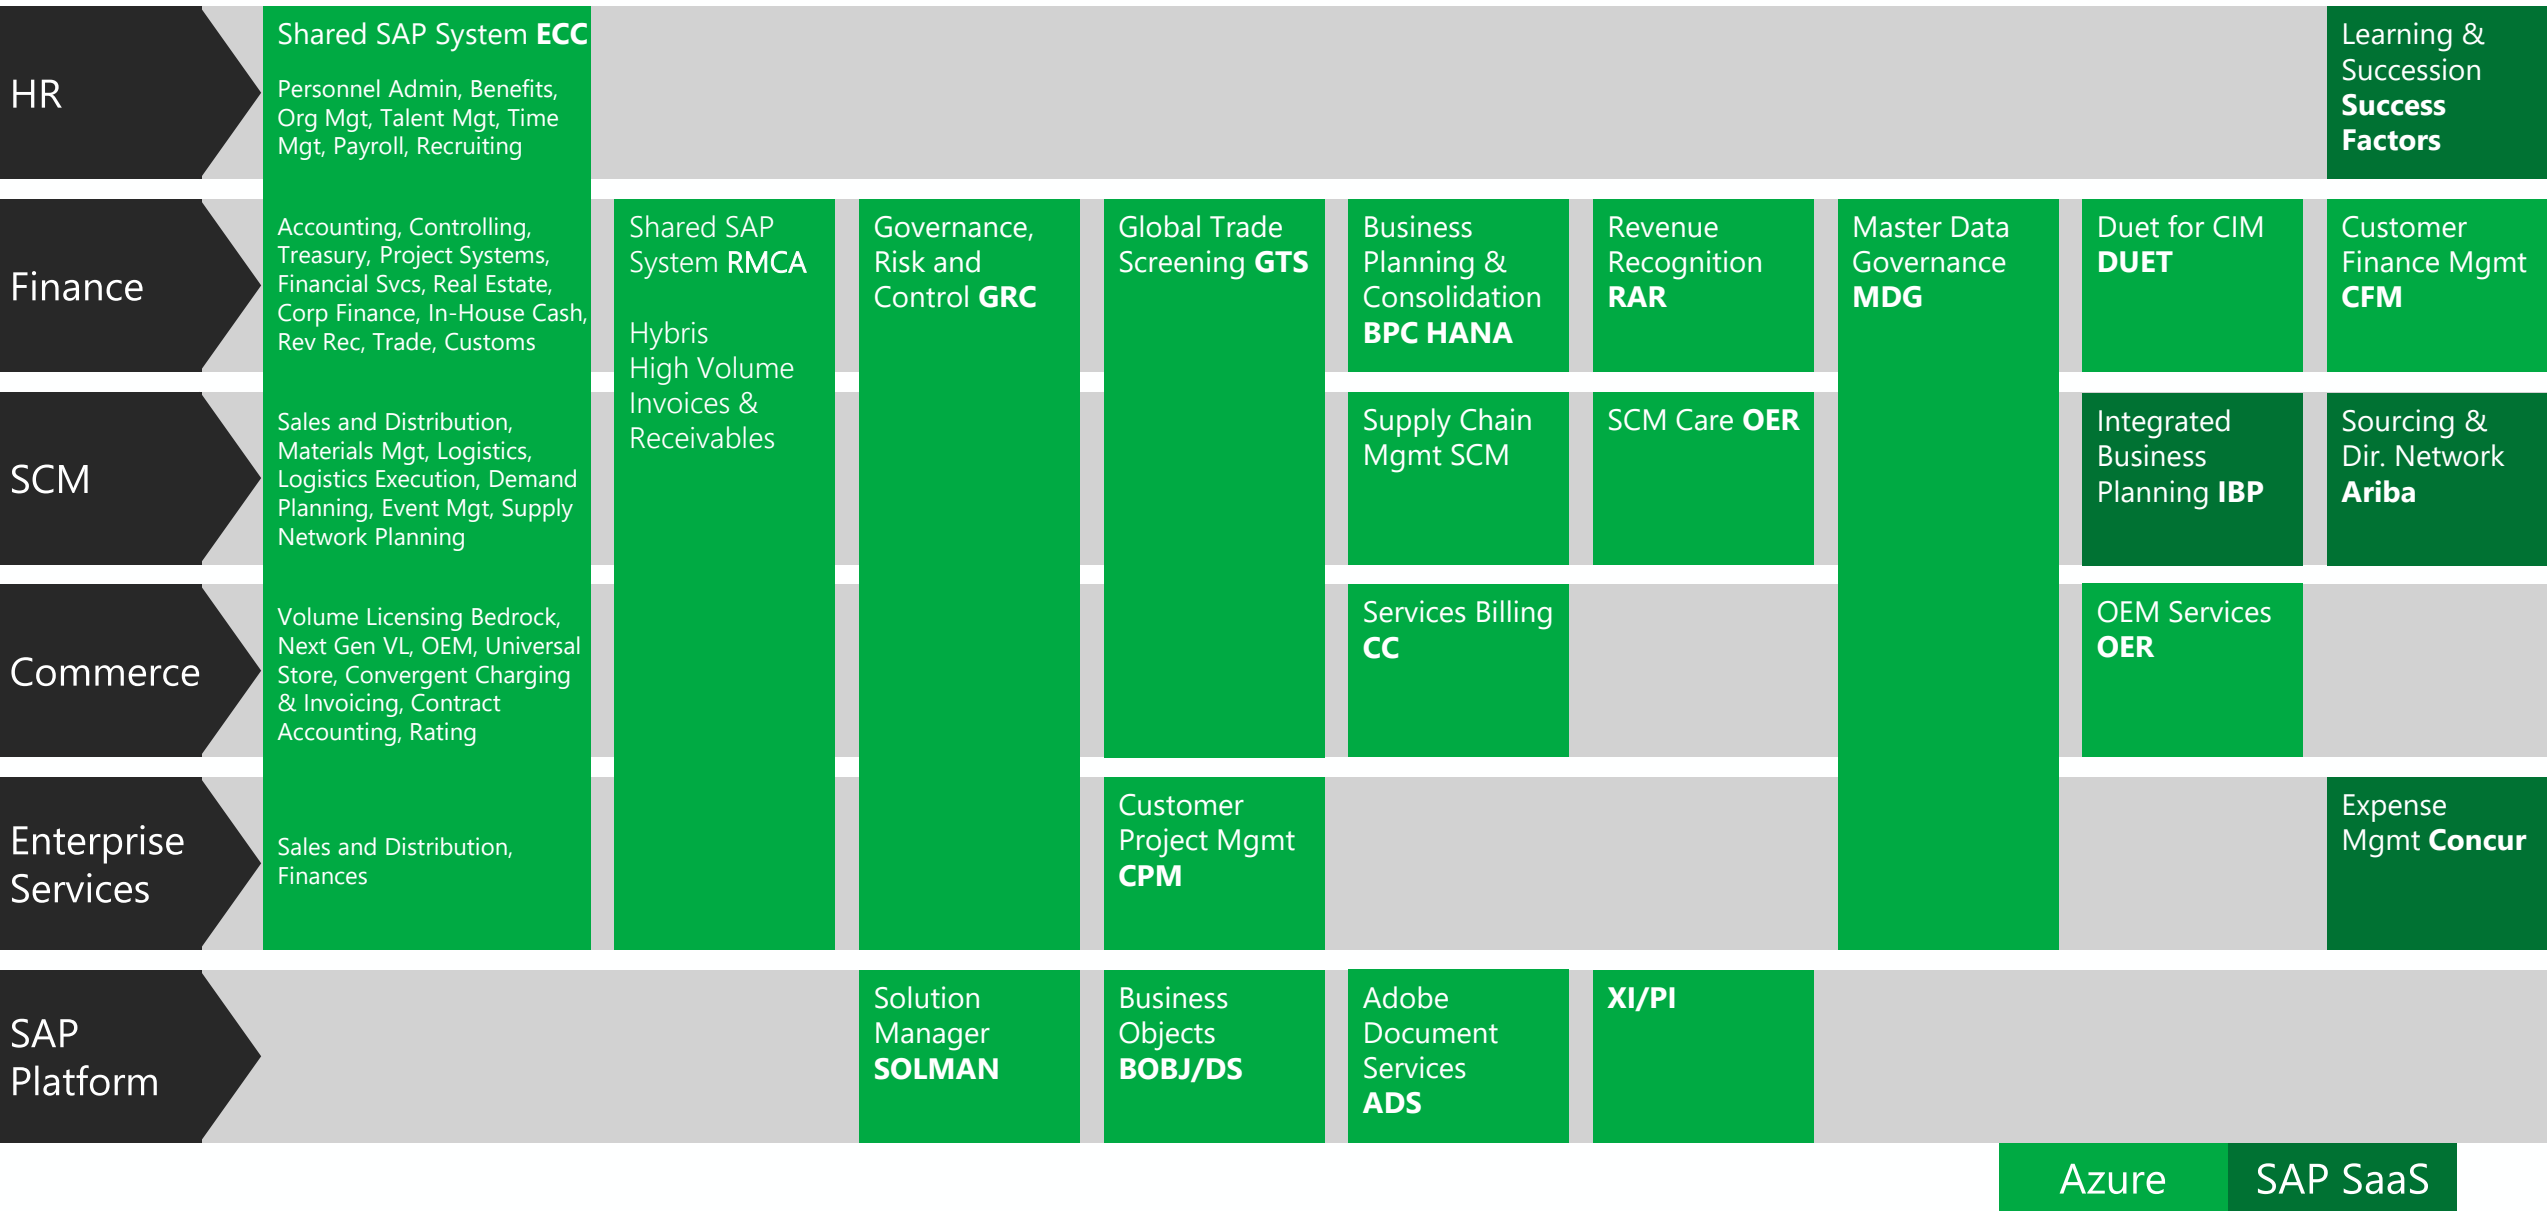 HR
Shared SAP System ECC
Personnel Admin, Benefits,
Org Mgt, Talent Mgt, Time
Mgt, Payroll, Recruiting
Learning &
Succession
Success
Factors
Finance
Accounting, Controlling,
Treasury, Project Systems,
Financial Svcs, Real Estate,
Corp Finance, In-House Cash,
Rev Rec, Trade, Customs
Shared SAP
System RMCA
Hybris
High Volume
Invoices &
Receivables
Governance,
Risk and
Control GRC
Global Trade
Screening GTS
Business
Planning &
Consolidation
BPC HANA
Revenue
Recognition
RAR
Master Data
Governance
MDG
Duet for CIM
DUET
Customer
Finance Mgmt
CFM
SCM
Sales and Distribution,
Materials Mgt, Logistics,
Logistics Execution, Demand
Planning, Event Mgt, Supply
Network Planning
Supply Chain
Mgmt SCM
SCM Care OER
Integrated
Business
Planning IBP
Sourcing &
Dir. Network
Ariba
Commerce
Volume Licensing Bedrock,
Next Gen VL, OEM, Universal
Store, Convergent Charging
& Invoicing, Contract
Accounting, Rating
Services Billing
CC
OEM Services
OER
Enterprise
Services
Sales and Distribution,
Finances
Customer
Project Mgmt
CPM
Expense
Mgmt Concur
SAP
Platform
Solution
Manager
SOLMAN
Business
Objects
BOBJ/DS
Adobe
Document
Services
ADS
XI/PI
Azure
SAP SaaS